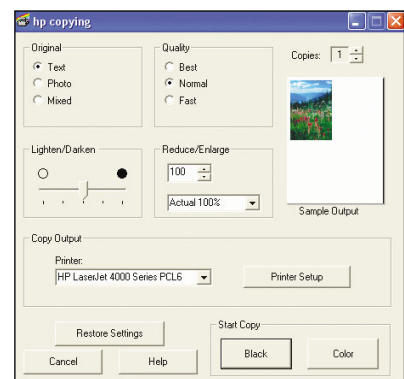 hp copying
Original
Text
Photo
Mixed
Quality
Best
Normal
Fast
Copies: 1
Sample Output
Lighten/Darken
Reduce/Enlarge
100
Actual 100%
Copy Output
Printer:
HP LaserJet 4000 Series PCL6
Printer Setup
Restore Settings
Cancel
Help
Start Copy
Black
Color